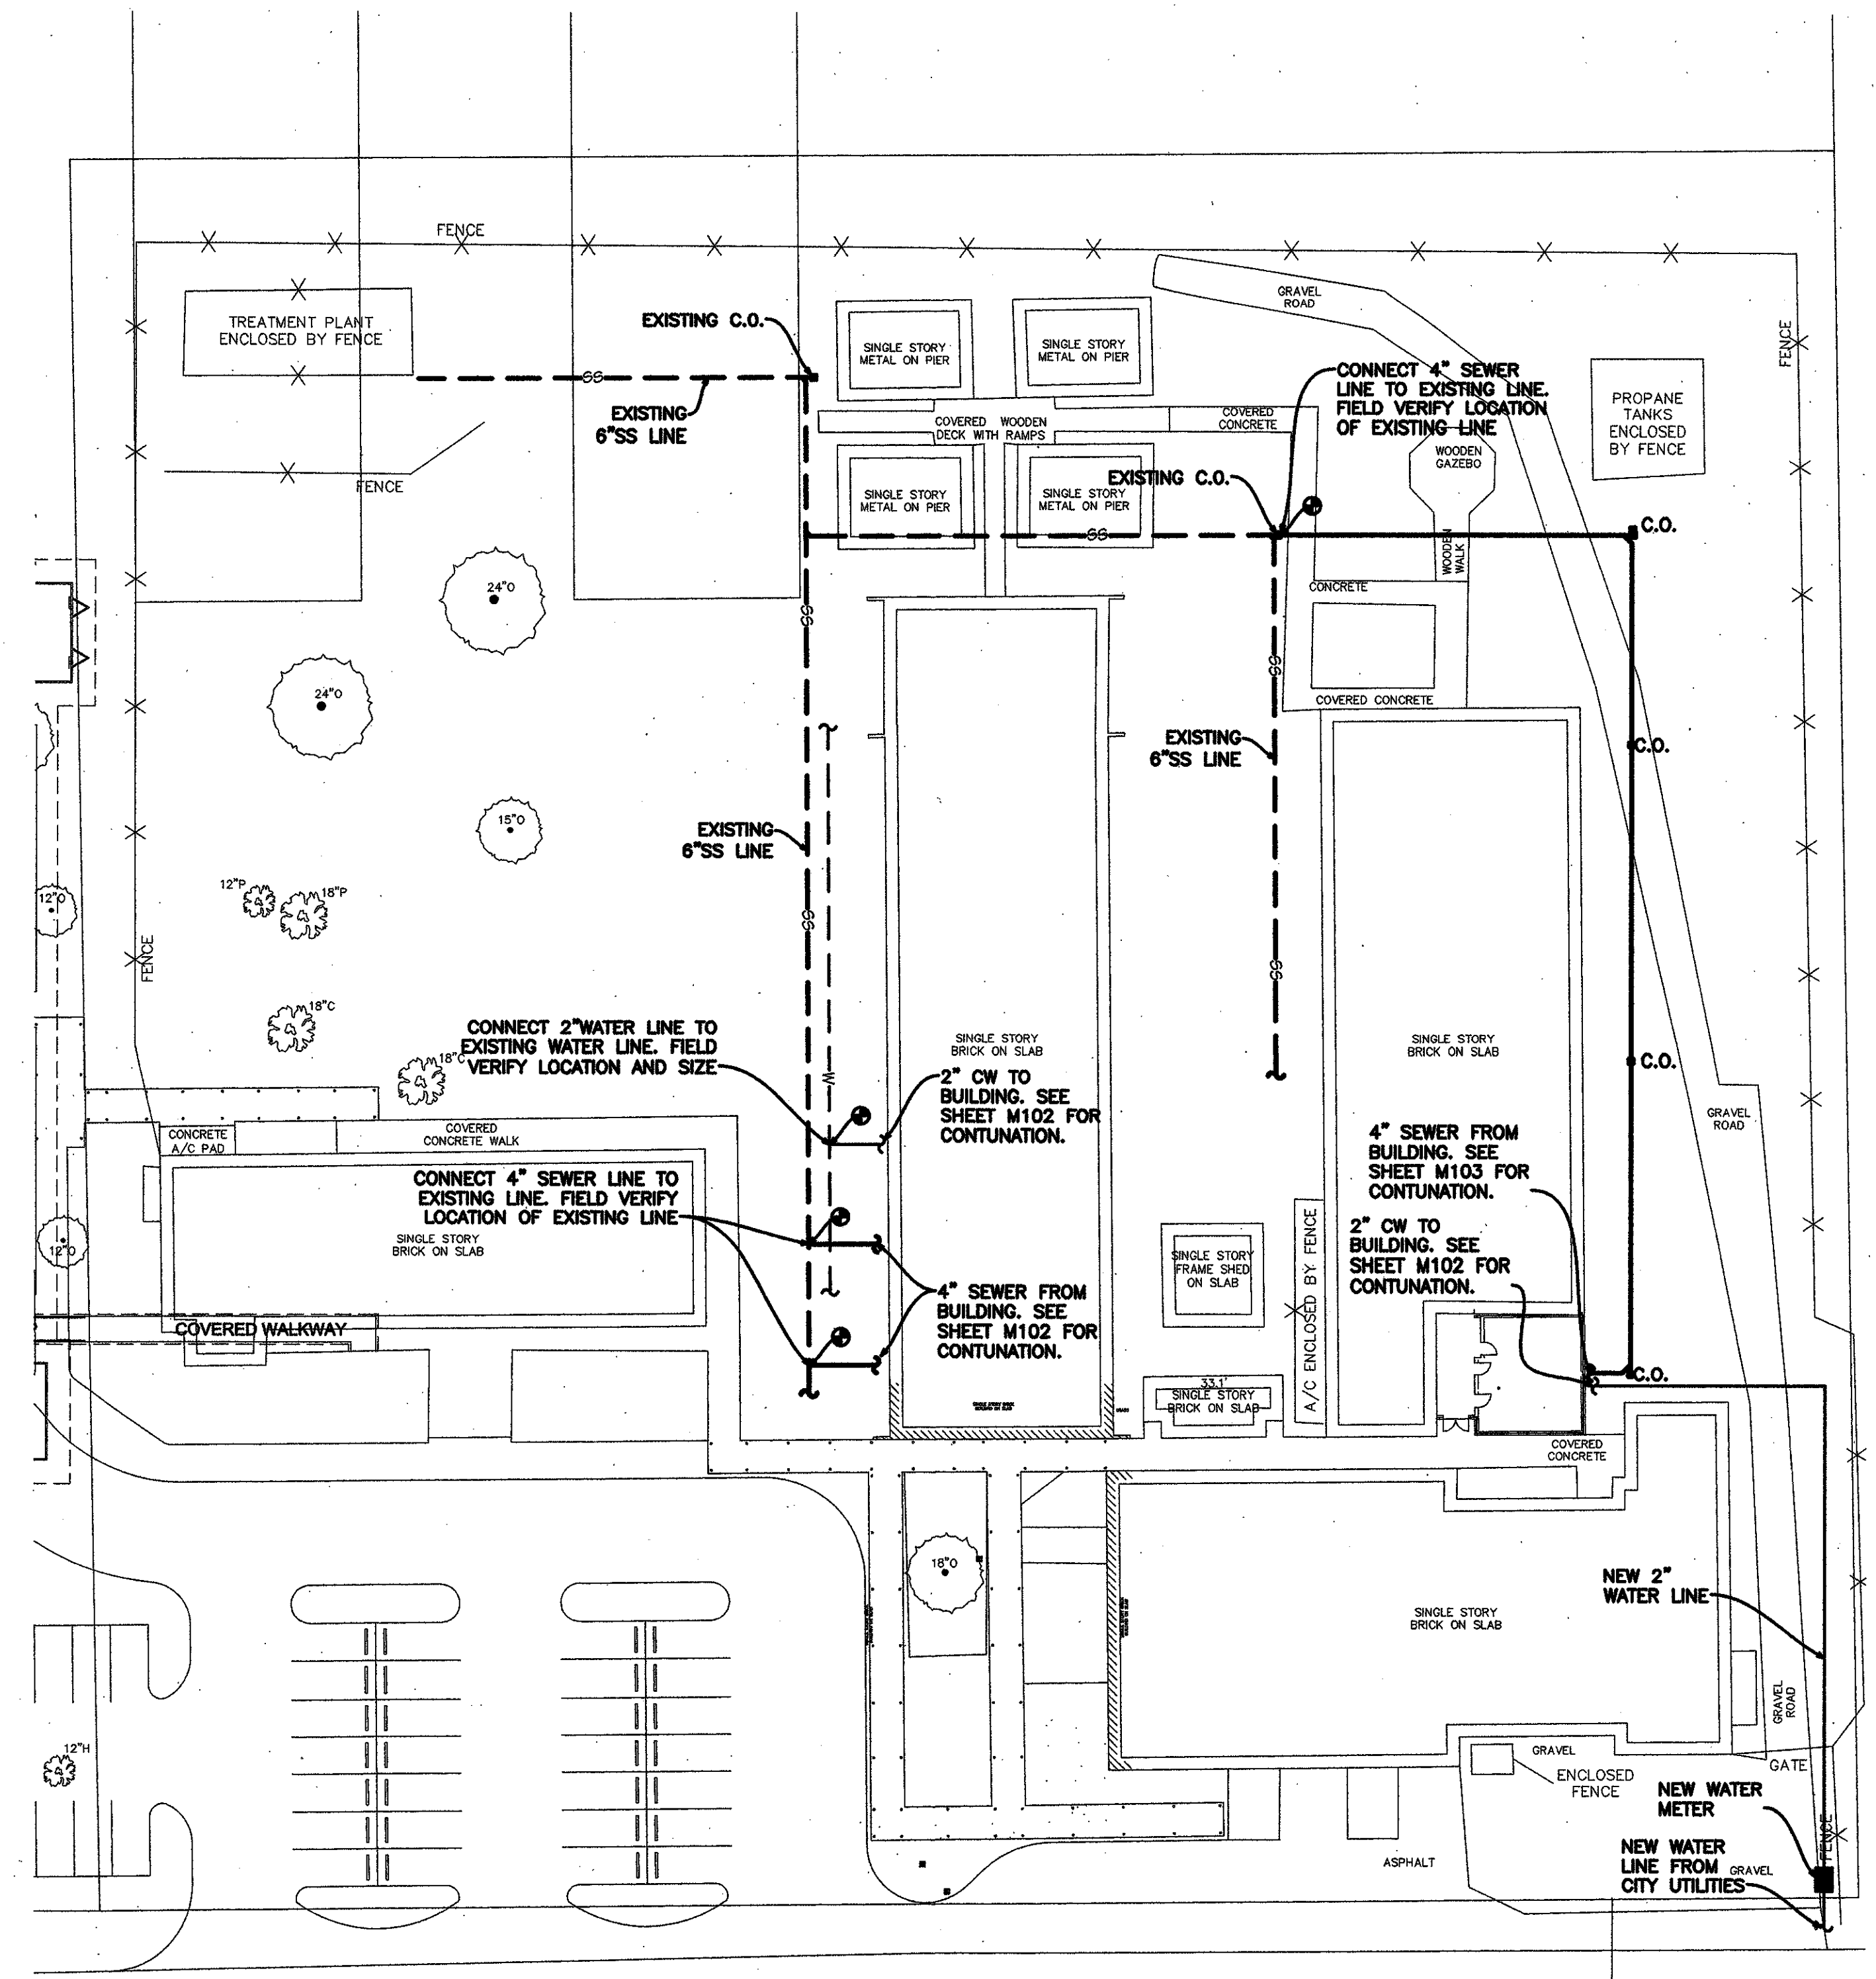 FENCE
TREATMENT PLANT
ENCLOSED BY FENCE
EXISTING C.O.
SINGLE STORY
METAL ON PIER
SINGLE STORY
METAL ON PIER
GRAVEL
ROAD
FENCE
SS
EXISTING
6"SS LINE
COVERED WOODEN
DECK WITH RAMPS
COVERED
CONCRETE
CONNECT 4" SEWER
LINE TO EXISTING LINE.
FIELD VERIFY LOCATION
OF EXISTING LINE
PROPANE
TANKS
ENCLOSED
BY FENCE
WOODEN
GAZEBO
FENCE
SINGLE STORY
METAL ON PIER
SINGLE STORY
METAL ON PIER
EXISTING C.O.
SS
C.O.
WOODEN
WALK
24"O
SS
CONCRETE
24"O
SS
COVERED CONCRETE
EXISTING
6"SS LINE
C.O.
15"O
EXISTING
6"SS LINE
12"P
18"P
12"O
SS
FENCE
SS
18"C
CONNECT 2"WATER LINE TO
EXISTING WATER LINE. FIELD
VERIFY LOCATION AND SIZE
18"C
W
SINGLE STORY
BRICK ON SLAB
SINGLE STORY
BRICK ON SLAB
C.O.
2" CW TO
BUILDING. SEE
SHEET M102 FOR
CONTUNATION.
GRAVEL
ROAD
CONCRETE
A/C PAD
COVERED
CONCRETE WALK
4" SEWER FROM
BUILDING. SEE
SHEET M103 FOR
CONTUNATION.
CONNECT 4" SEWER LINE TO
EXISTING LINE. FIELD VERIFY
LOCATION OF EXISTING LINE
12"O
SINGLE STORY
BRICK ON SLAB
SINGLE STORY
FRAME SHED
ON SLAB
A/C ENCLOSED BY FENCE
2" CW TO
BUILDING. SEE
SHEET M102 FOR
CONTUNATION.
4" SEWER FROM
BUILDING. SEE
SHEET M102 FOR
CONTUNATION.
COVERED WALKWAY
C.O.
33.1'
SINGLE STORY
BRICK ON SLAB
COVERED
CONCRETE
18"O
NEW 2"
WATER LINE
SINGLE STORY
BRICK ON SLAB
GRAVEL
ROAD
12"H
GRAVEL
GATE
ENCLOSED
FENCE
NEW WATER
METER
FENCE
NEW WATER
LINE FROM
CITY UTILITIES
GRAVEL
ASPHALT